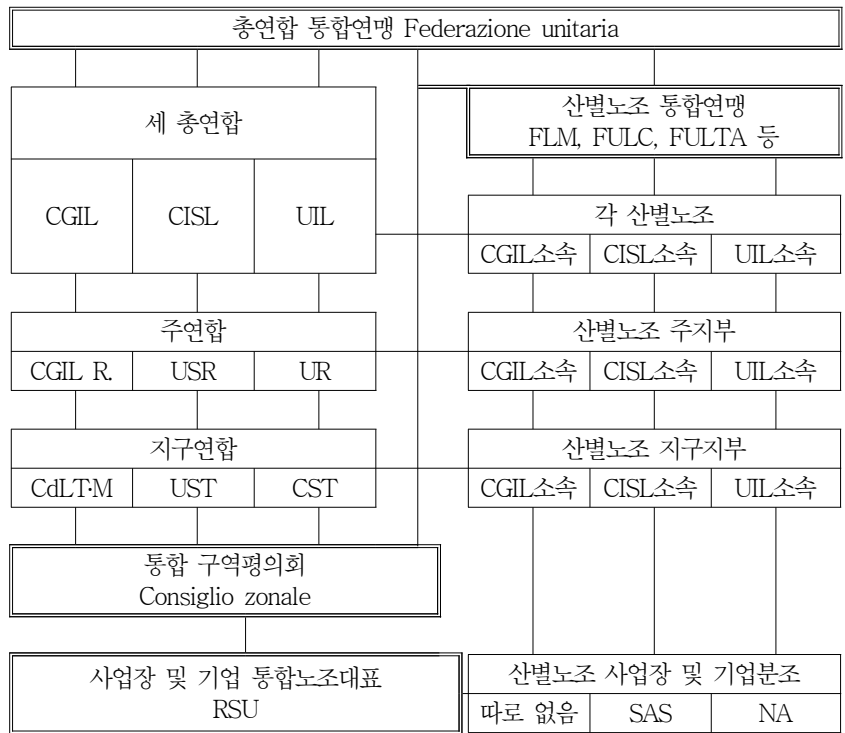 총연합 통합연맹 Federazione unitaria
세 총연합
CGIL CISL UIL
산별노조 통합연맹
FLM, FULC, FULTA 등
각 산별노조
CGIL소속 CISL소속 UIL소속
주연합
CGIL R. USR UR
산별노조 주지부
CGIL소속 CISL소속 UIL소속
지구연합
CdLT·M UST CST
산별노조 지구지부
CGIL소속 CISL소속 UIL소속
통합 구역평의회
Consiglio zonale
사업장 및 기업 통합노조대표
RSU
산별노조 사업장 및 기업분조
따로 없음 SAS NA